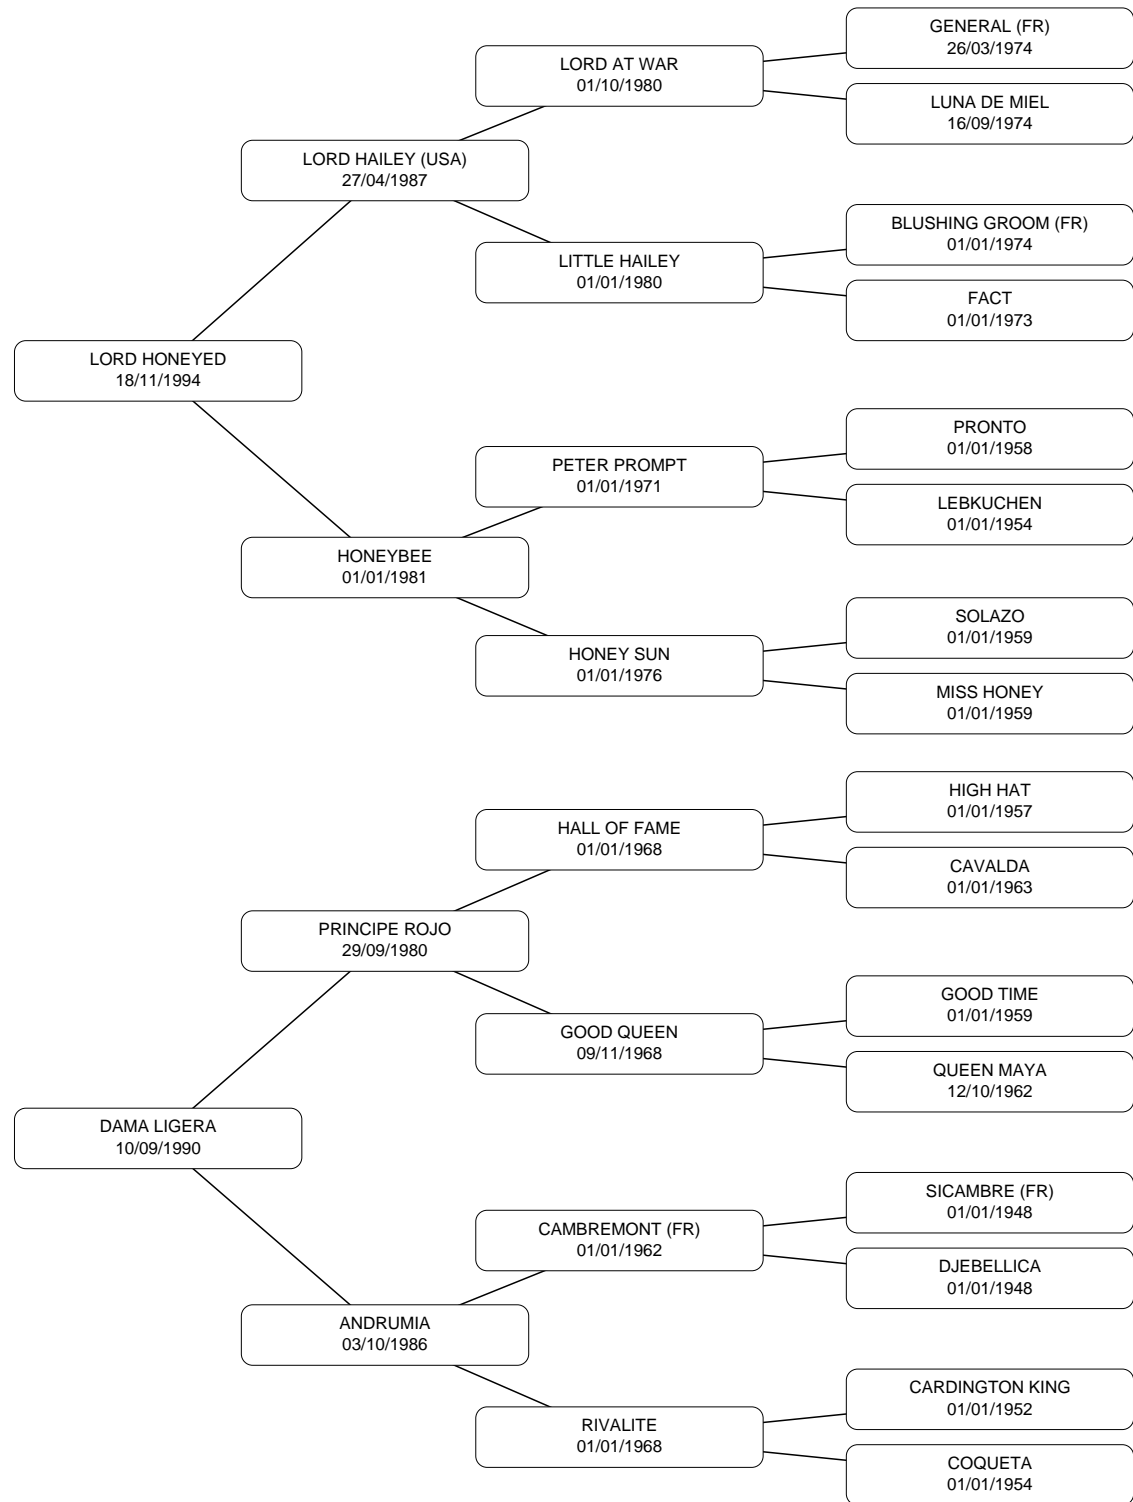 GENERAL (FR)
26/03/1974
LORD AT WAR
01/10/1980
LUNA DE MIEL
16/09/1974
LORD HAILEY (USA)
27/04/1987
BLUSHING GROOM (FR)
01/01/1974
LITTLE HAILEY
01/01/1980
FACT
01/01/1973
LORD HONEYED
18/11/1994
PRONTO
01/01/1958
PETER PROMPT
01/01/1971
LEBKUCHEN
01/01/1954
HONEYBEE
01/01/1981
SOLAZO
01/01/1959
HONEY SUN
01/01/1976
MISS HONEY
01/01/1959
HIGH HAT
01/01/1957
HALL OF FAME
01/01/1968
CAVALDA
01/01/1963
PRINCIPE ROJO
29/09/1980
GOOD TIME
01/01/1959
GOOD QUEEN
09/11/1968
QUEEN MAYA
12/10/1962
DAMA LIGERA
10/09/1990
SICAMBRE (FR)
01/01/1948
CAMBREMONT (FR)
01/01/1962
DJEBELLICA
01/01/1948
ANDRUMIA
03/10/1986
CARDINGTON KING
01/01/1952
RIVALITE
01/01/1968
COQUETA
01/01/1954